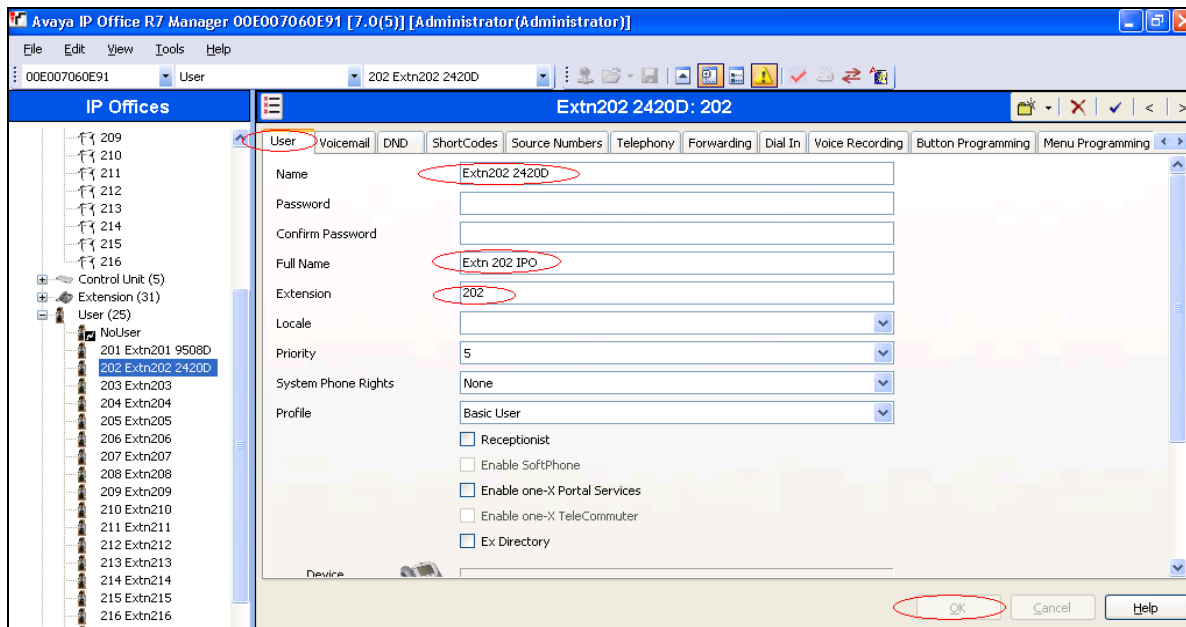 Avaya IP Office R7 Manager 00E007060E91 [7.0(5)] [Administrator(Administrator)]
File Edit View Tools Help
00E007060E91 User 202 Extn202 2420D
IP Offices
209
210
211
212
213
214
215
216
Control Unit (5)
Extension (31)
User (25)
NoUser
201 Extn201 9508D
202 Extn202 2420D
203 Extn203
204 Extn204
205 Extn205
206 Extn206
207 Extn207
208 Extn208
209 Extn209
210 Extn210
211 Extn211
212 Extn212
213 Extn213
214 Extn214
215 Extn215
216 Extn216
Extn202 2420D: 202
User Voicemail DND ShortCodes Source Numbers Telephony Forwarding Dial In Voice Recording Button Programming Menu Programming
Name Extn202 2420D
Password
Confirm Password
Full Name Extn 202 IPO
Extension 202
Locale
Priority 5
System Phone Rights None
Profile Basic User
Receptionist
Enable SoftPhone
Enable one-X Portal Services
Enable one-X TeleCommuter
Ex Directory
Device
OK Cancel Help